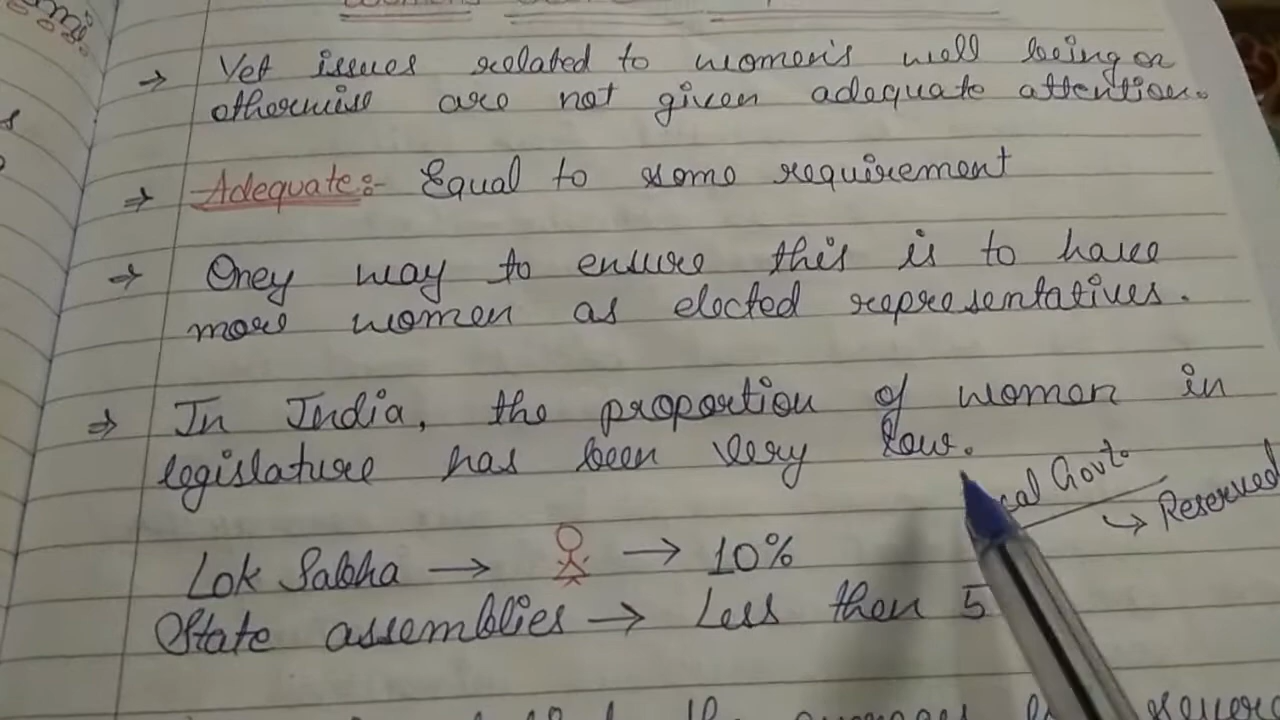 → Yet issues related to women's well being or
otherwise are not given adequate attention.
⇒ Adequate:- Equal to some requirement
⇒ Oney way to ensure this is to have
more women as elected representatives.
⇒ In India, the proportion of women in
legislature has been very low.
cal Govt.
↳ Reserved
Lok Sabha → → 10%
State assemblies → Less then 5